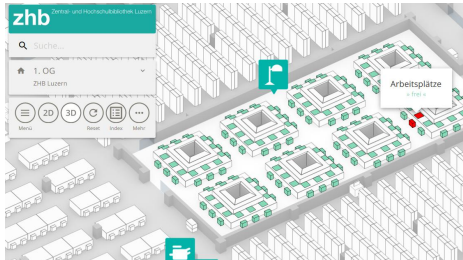 zhb Zentral- und Hochschulbibliothek Luzern
Suche...
1. OG
ZHB Luzern
2D 3D
Menü Reset Index Mehr
Arbeitsplätze
« frei »